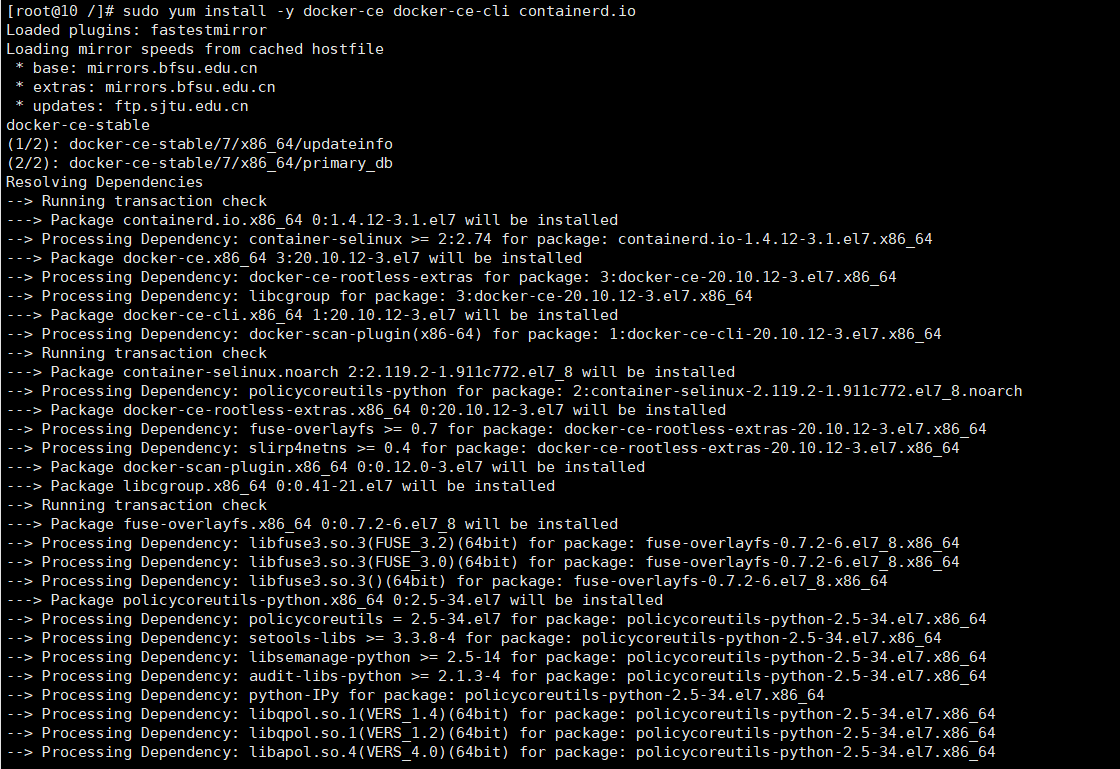 [root@10 /]# sudo yum install -y docker-ce docker-ce-cli containerd.io
Loaded plugins: fastestmirror
Loading mirror speeds from cached hostfile
 * base: mirrors.bfsu.edu.cn
 * extras: mirrors.bfsu.edu.cn
 * updates: ftp.sjtu.edu.cn
docker-ce-stable
(1/2): docker-ce-stable/7/x86_64/updateinfo
(2/2): docker-ce-stable/7/x86_64/primary_db
Resolving Dependencies
--> Running transaction check
---> Package containerd.io.x86_64 0:1.4.12-3.1.el7 will be installed
--> Processing Dependency: container-selinux >= 2:2.74 for package: containerd.io-1.4.12-3.1.el7.x86_64
---> Package docker-ce.x86_64 3:20.10.12-3.el7 will be installed
--> Processing Dependency: docker-ce-rootless-extras for package: 3:docker-ce-20.10.12-3.el7.x86_64
--> Processing Dependency: libcgroup for package: 3:docker-ce-20.10.12-3.el7.x86_64
---> Package docker-ce-cli.x86_64 1:20.10.12-3.el7 will be installed
--> Processing Dependency: docker-scan-plugin(x86-64) for package: 1:docker-ce-cli-20.10.12-3.el7.x86_64
--> Running transaction check
---> Package container-selinux.noarch 2:2.119.2-1.911c772.el7_8 will be installed
--> Processing Dependency: policycoreutils-python for package: 2:container-selinux-2.119.2-1.911c772.el7_8.noarch
---> Package docker-ce-rootless-extras.x86_64 0:20.10.12-3.el7 will be installed
--> Processing Dependency: fuse-overlayfs >= 0.7 for package: docker-ce-rootless-extras-20.10.12-3.el7.x86_64
--> Processing Dependency: slirp4netns >= 0.4 for package: docker-ce-rootless-extras-20.10.12-3.el7.x86_64
---> Package docker-scan-plugin.x86_64 0:0.12.0-3.el7 will be installed
---> Package libcgroup.x86_64 0:0.41-21.el7 will be installed
--> Running transaction check
---> Package fuse-overlayfs.x86_64 0:0.7.2-6.el7_8 will be installed
--> Processing Dependency: libfuse3.so.3(FUSE_3.2)(64bit) for package: fuse-overlayfs-0.7.2-6.el7_8.x86_64
--> Processing Dependency: libfuse3.so.3(FUSE_3.0)(64bit) for package: fuse-overlayfs-0.7.2-6.el7_8.x86_64
--> Processing Dependency: libfuse3.so.3()(64bit) for package: fuse-overlayfs-0.7.2-6.el7_8.x86_64
---> Package policycoreutils-python.x86_64 0:2.5-34.el7 will be installed
--> Processing Dependency: policycoreutils = 2.5-34.el7 for package: policycoreutils-python-2.5-34.el7.x86_64
--> Processing Dependency: setools-libs >= 3.3.8-4 for package: policycoreutils-python-2.5-34.el7.x86_64
--> Processing Dependency: libsemanage-python >= 2.5-14 for package: policycoreutils-python-2.5-34.el7.x86_64
--> Processing Dependency: audit-libs-python >= 2.1.3-4 for package: policycoreutils-python-2.5-34.el7.x86_64
--> Processing Dependency: python-IPy for package: policycoreutils-python-2.5-34.el7.x86_64
--> Processing Dependency: libqpol.so.1(VERS_1.4)(64bit) for package: policycoreutils-python-2.5-34.el7.x86_64
--> Processing Dependency: libqpol.so.1(VERS_1.2)(64bit) for package: policycoreutils-python-2.5-34.el7.x86_64
--> Processing Dependency: libapol.so.4(VERS_4.0)(64bit) for package: policycoreutils-python-2.5-34.el7.x86_64